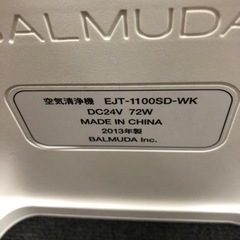 BALMUDA
空気清浄機 EJT-1100SD-WK
DC24V 72W
MADE IN CHINA
2013年製
BALMUDA Inc.